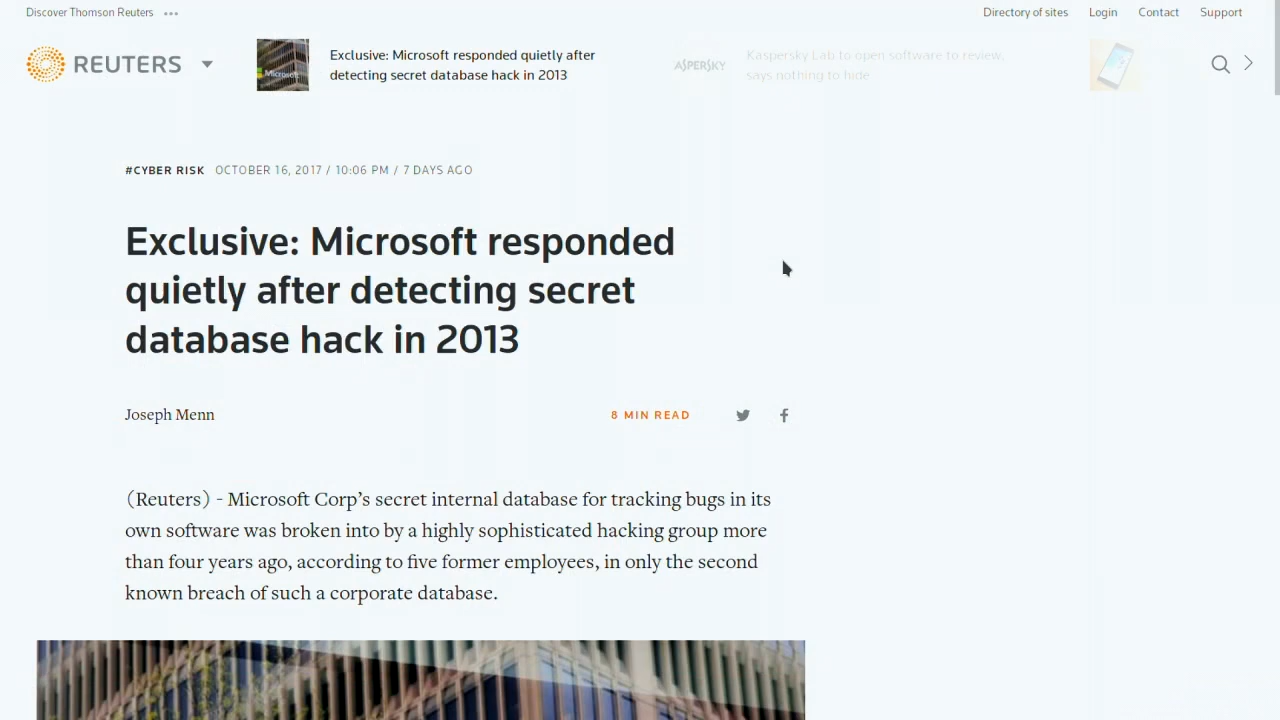 Discover Thomson Reuters •••
Directory of sites Login Contact Support
REUTERS
Exclusive: Microsoft responded quietly after
detecting secret database hack in 2013
Microsoft
KASPERSKY
Kaspersky Lab to open software to review,
says nothing to hide
#CYBER RISK OCTOBER 16, 2017 / 10:06 PM / 7 DAYS AGO
Exclusive: Microsoft responded
quietly after detecting secret
database hack in 2013
Joseph Menn
8 MIN READ
(Reuters) - Microsoft Corp’s secret internal database for tracking bugs in its
own software was broken into by a highly sophisticated hacking group more
than four years ago, according to five former employees, in only the second
known breach of such a corporate database.